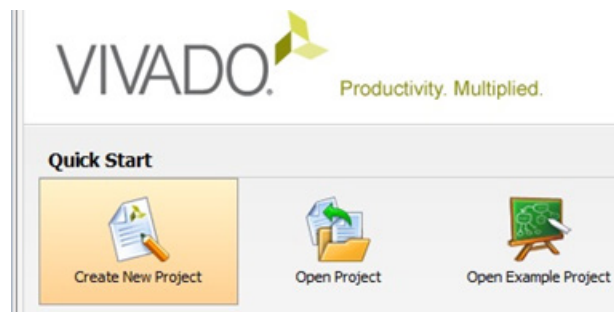 VIVADO.
Productivity. Multiplied.
Quick Start
Create New Project
Open Project
Open Example Project